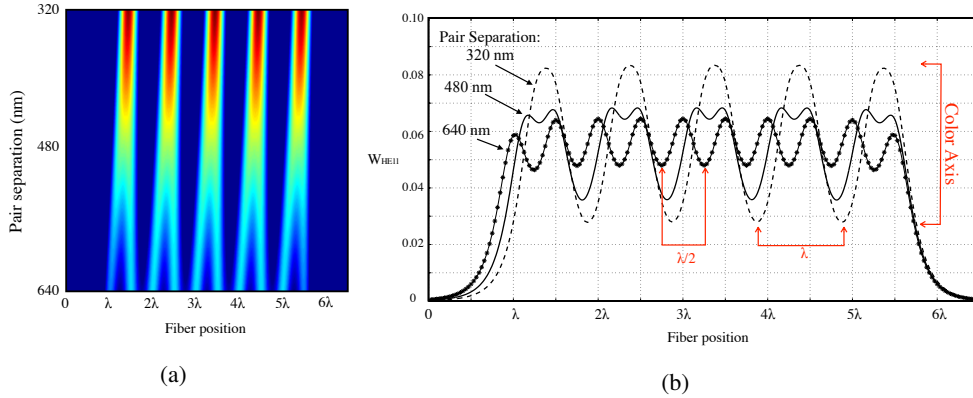 320
480
640
Pair separation (nm)
0 λ 2λ 3λ 4λ 5λ 6λ
Fiber position
(a)
0.10
0.08
0.06
0.04
0.02
0
W_HE11
Pair Separation:
320 nm
480 nm
640 nm
λ/2
λ
Color Axis
0 λ 2λ 3λ 4λ 5λ 6λ
Fiber position
(b)